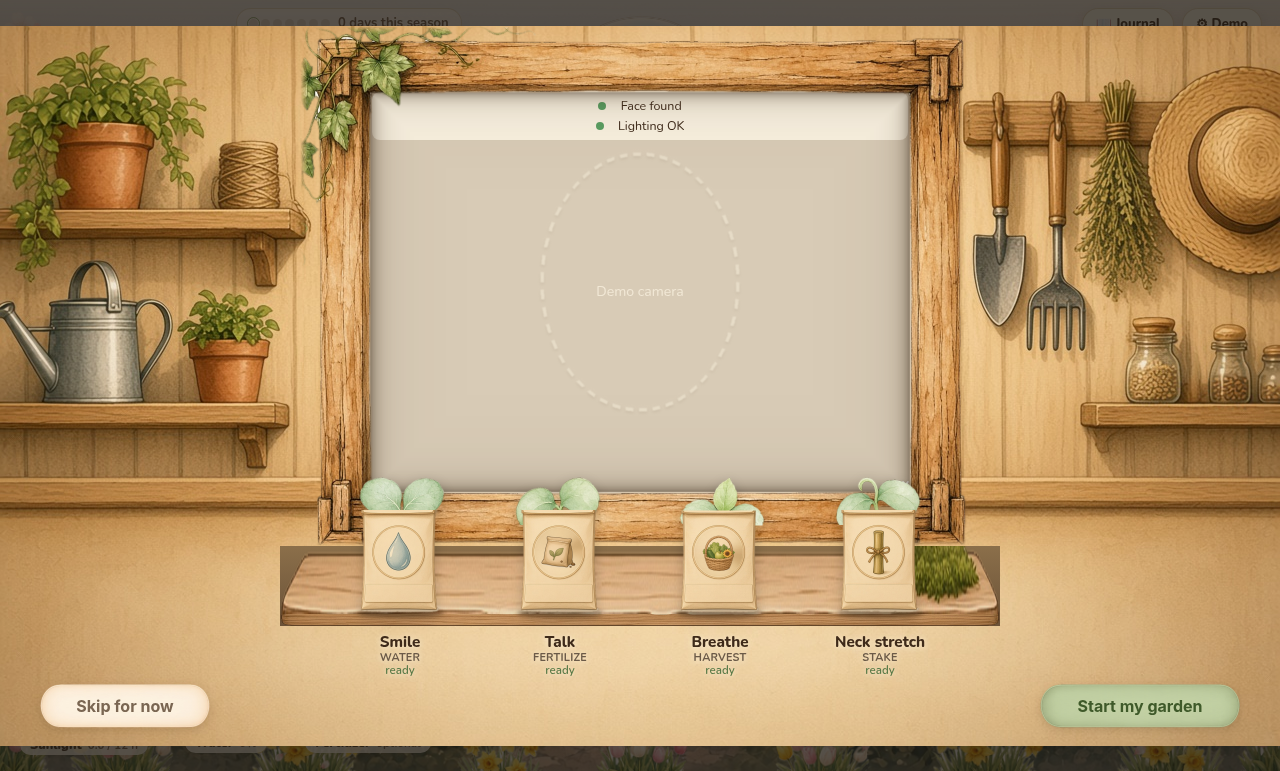 0 days this season
Journal
Demo
Face found
Lighting OK
Demo camera
Smile
WATER
ready
Talk
FERTILIZE
ready
Breathe
HARVEST
ready
Neck stretch
STAKE
ready
Skip for now
Start my garden
Sunlight